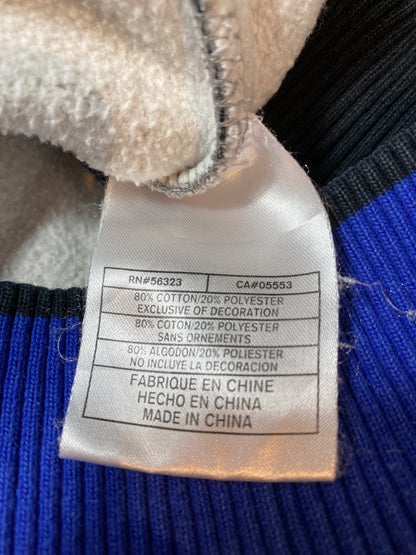 RN#56323 CA#05553
80% COTTON/20% POLYESTER
EXCLUSIVE OF DECORATION
80% COTON/20% POLYESTER
SANS ORNEMENTS
80% ALGODON/20% POLIESTER
NO INCLUYE LA DECORACION
FABRIQUE EN CHINE
HECHO EN CHINA
MADE IN CHINA